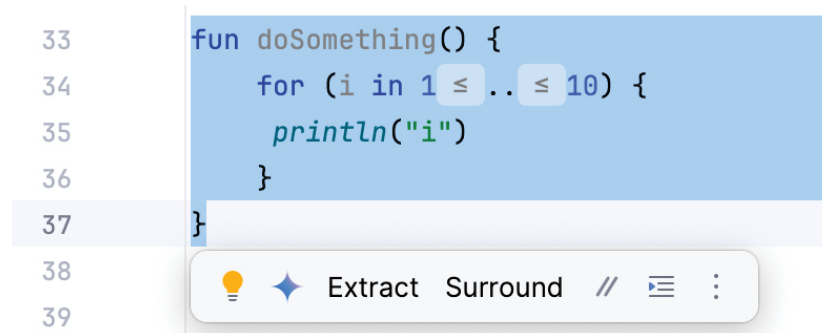 33 fun doSomething() {
34 for (i in 1 ≤ .. ≤ 10) {
35 println("i")
36 }
37 }
38 Extract Surround //
39